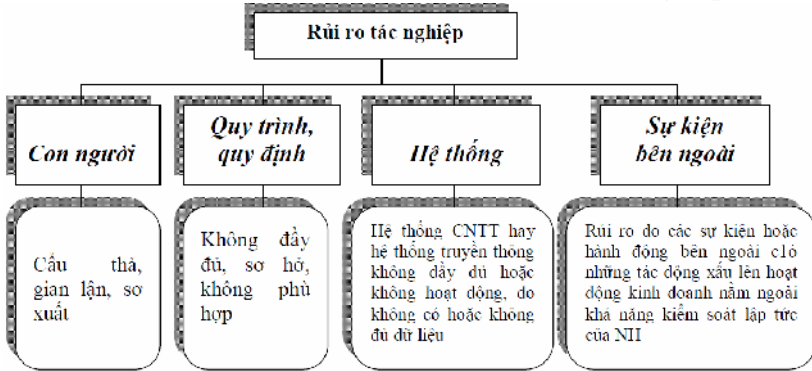 Rủi ro tác nghiệp
Con người
Quy trình,
quy định
Hệ thống
Sự kiện
bên ngoài
Cẩu thả,
gian lận, sơ
xuất
Không đầy
đủ, sơ hở,
không phù
hợp
Hệ thống CNTT hay
hệ thống truyền thông
không đầy đủ hoặc
không hoạt động, do
không có hoặc không
đủ dữ liệu
Rủi ro do các sự kiện hoặc
hành động bên ngoài có
những tác động xấu lên hoạt
động kinh doanh nằm ngoài
khả năng kiểm soát lập tức
của NH